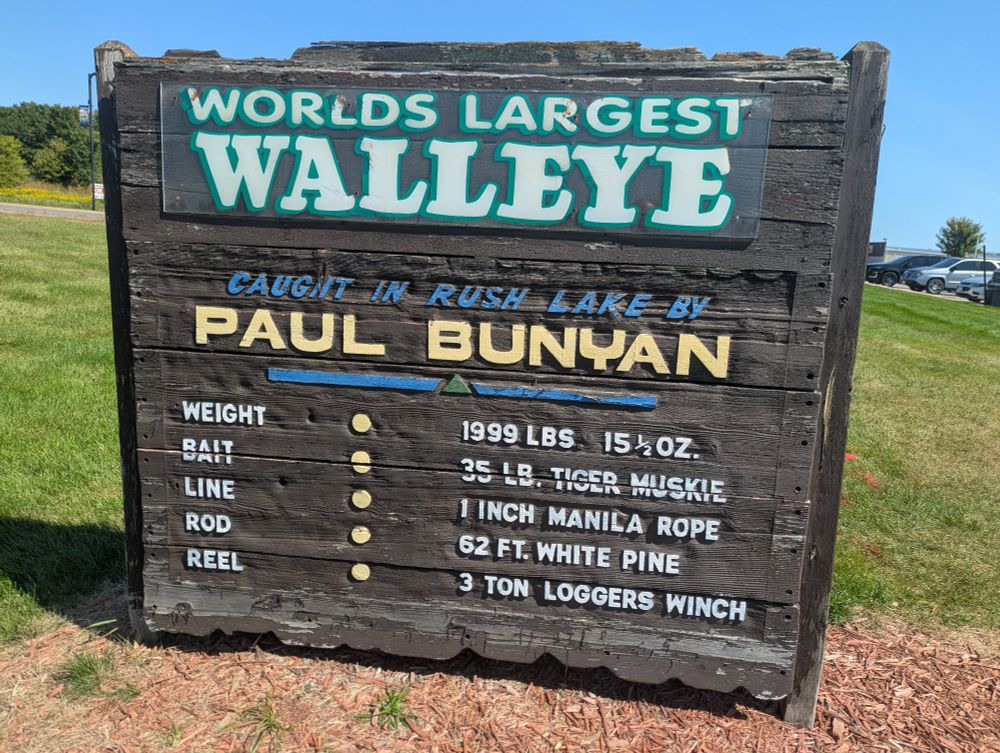 WORLDS LARGEST
WALLEYE
CAUGHT IN RUSH LAKE BY
PAUL BUNYAN
WEIGHT 1999 LBS 15½ OZ.
BAIT 35 LB. TIGER MUSKIE
LINE 1 INCH MANILA ROPE
ROD 62 FT. WHITE PINE
REEL 3 TON LOGGERS WINCH